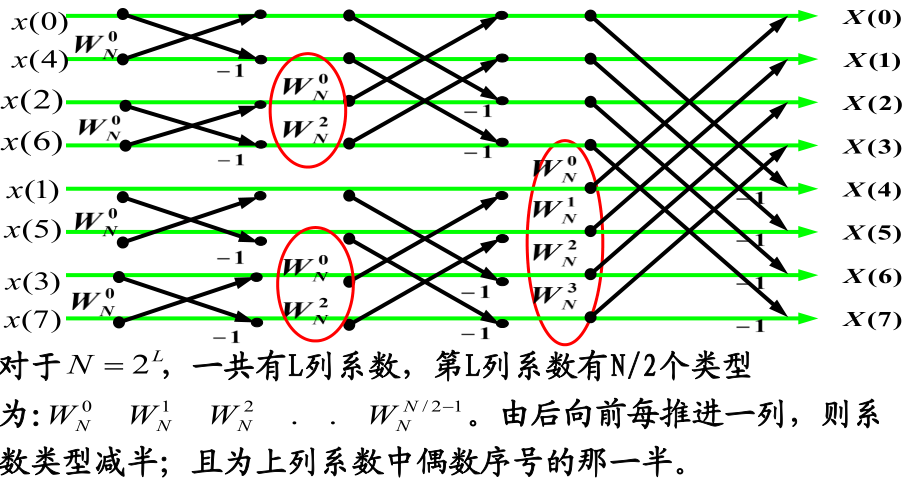 x(0) X(0)
W_N^0
x(4) -1 X(1)
W_N^0
x(2) X(2)
W_N^0 W_N^2 -1
x(6) -1 -1 X(3)
W_N^0
x(1) X(4)
W_N^0 W_N^1 -1
x(5) -1 W_N^2 -1 X(5)
W_N^0
x(3) -1 -1 X(6)
W_N^0 W_N^2 W_N^3
x(7) -1 -1 -1 X(7)
对于 N = 2^L, 一共有L列系数, 第L列系数有N/2个类型
为: W_N^0 W_N^1 W_N^2 . . W_N^{N/2-1}。由后向前每推进一列, 则系
数类型减半; 且为上列系数中偶数序号的那一半。